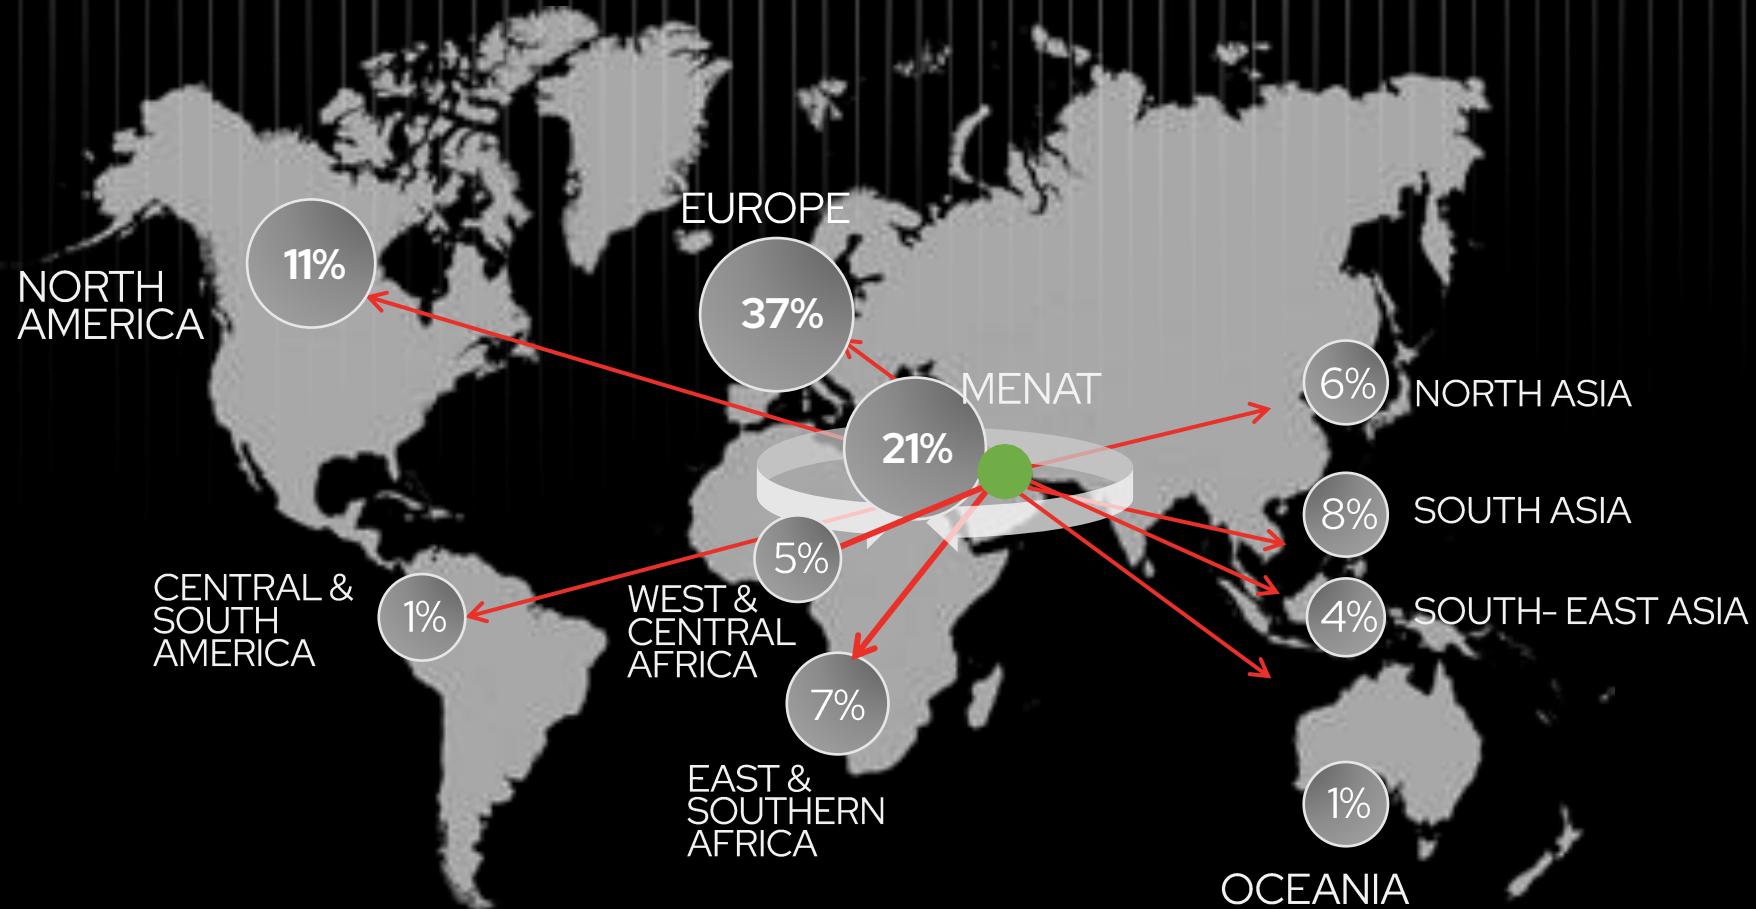 EUROPE
11%
NORTH
AMERICA
37%
MENAT
21%
6%
NORTH ASIA
8%
SOUTH ASIA
5%
CENTRAL &
SOUTH
AMERICA
1%
WEST &
CENTRAL
AFRICA
4%
SOUTH- EAST ASIA
7%
EAST &
SOUTHERN
AFRICA
1%
OCEANIA